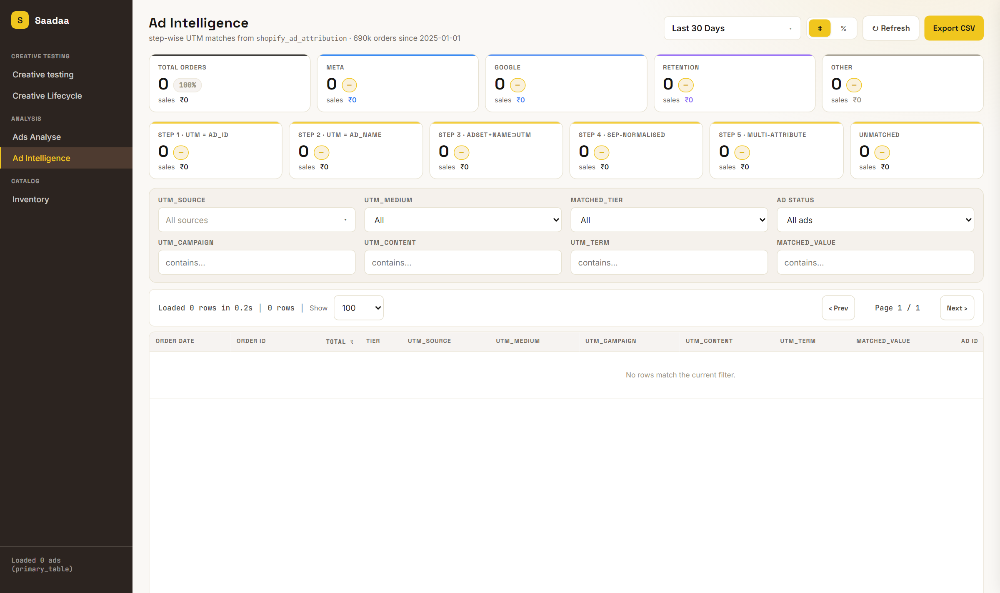 S Saadaa
CREATIVE TESTING
Creative testing
Creative Lifecycle
ANALYSIS
Ads Analyse
Ad Intelligence
CATALOG
Inventory
Loaded 0 ads
(primary_table)
Ad Intelligence
step-wise UTM matches from shopify_ad_attribution · 690k orders since 2025-01-01
Last 30 Days # % ↻ Refresh Export CSV
TOTAL ORDERS
0 100%
sales ₹0
META
0 –
sales ₹0
GOOGLE
0 –
sales ₹0
RETENTION
0 –
sales ₹0
OTHER
0 –
sales ₹0
STEP 1 · UTM = AD_ID
0 –
sales ₹0
STEP 2 · UTM = AD_NAME
0 –
sales ₹0
STEP 3 · ADSET+NAME⊇UTM
0 –
sales ₹0
STEP 4 · SEP-NORMALISED
0 –
sales ₹0
STEP 5 · MULTI-ATTRIBUTE
0 –
sales ₹0
UNMATCHED
0 –
sales ₹0
UTM_SOURCE UTM_MEDIUM MATCHED_TIER AD STATUS
All sources All All All ads
UTM_CAMPAIGN UTM_CONTENT UTM_TERM MATCHED_VALUE
contains... contains... contains... contains...
Loaded 0 rows in 0.2s | 0 rows | Show 100 ‹ Prev Page 1 / 1 Next ›
ORDER DATE ORDER ID TOTAL ₹ TIER UTM_SOURCE UTM_MEDIUM UTM_CAMPAIGN UTM_CONTENT UTM_TERM MATCHED_VALUE AD ID
No rows match the current filter.